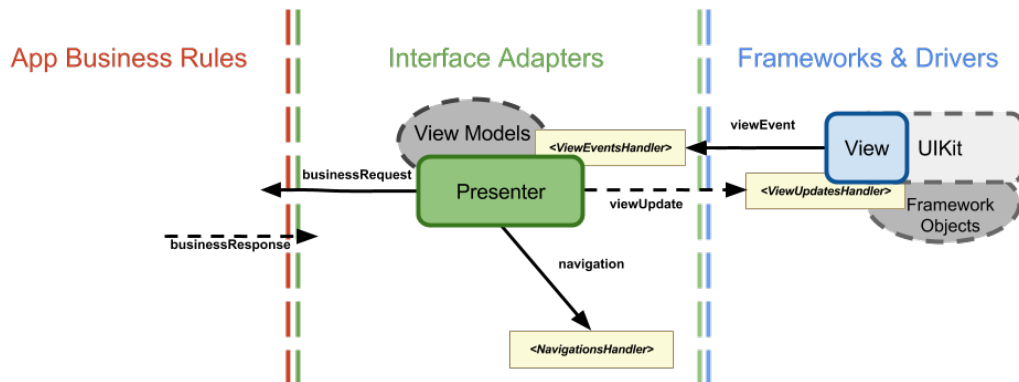 App Business Rules
Interface Adapters
Frameworks & Drivers
View Models
<ViewEventsHandler>
viewEvent
View
UIKit
businessRequest
Presenter
viewUpdate
<ViewUpdatesHandler>
Framework
Objects
businessResponse
navigation
<NavigationsHandler>